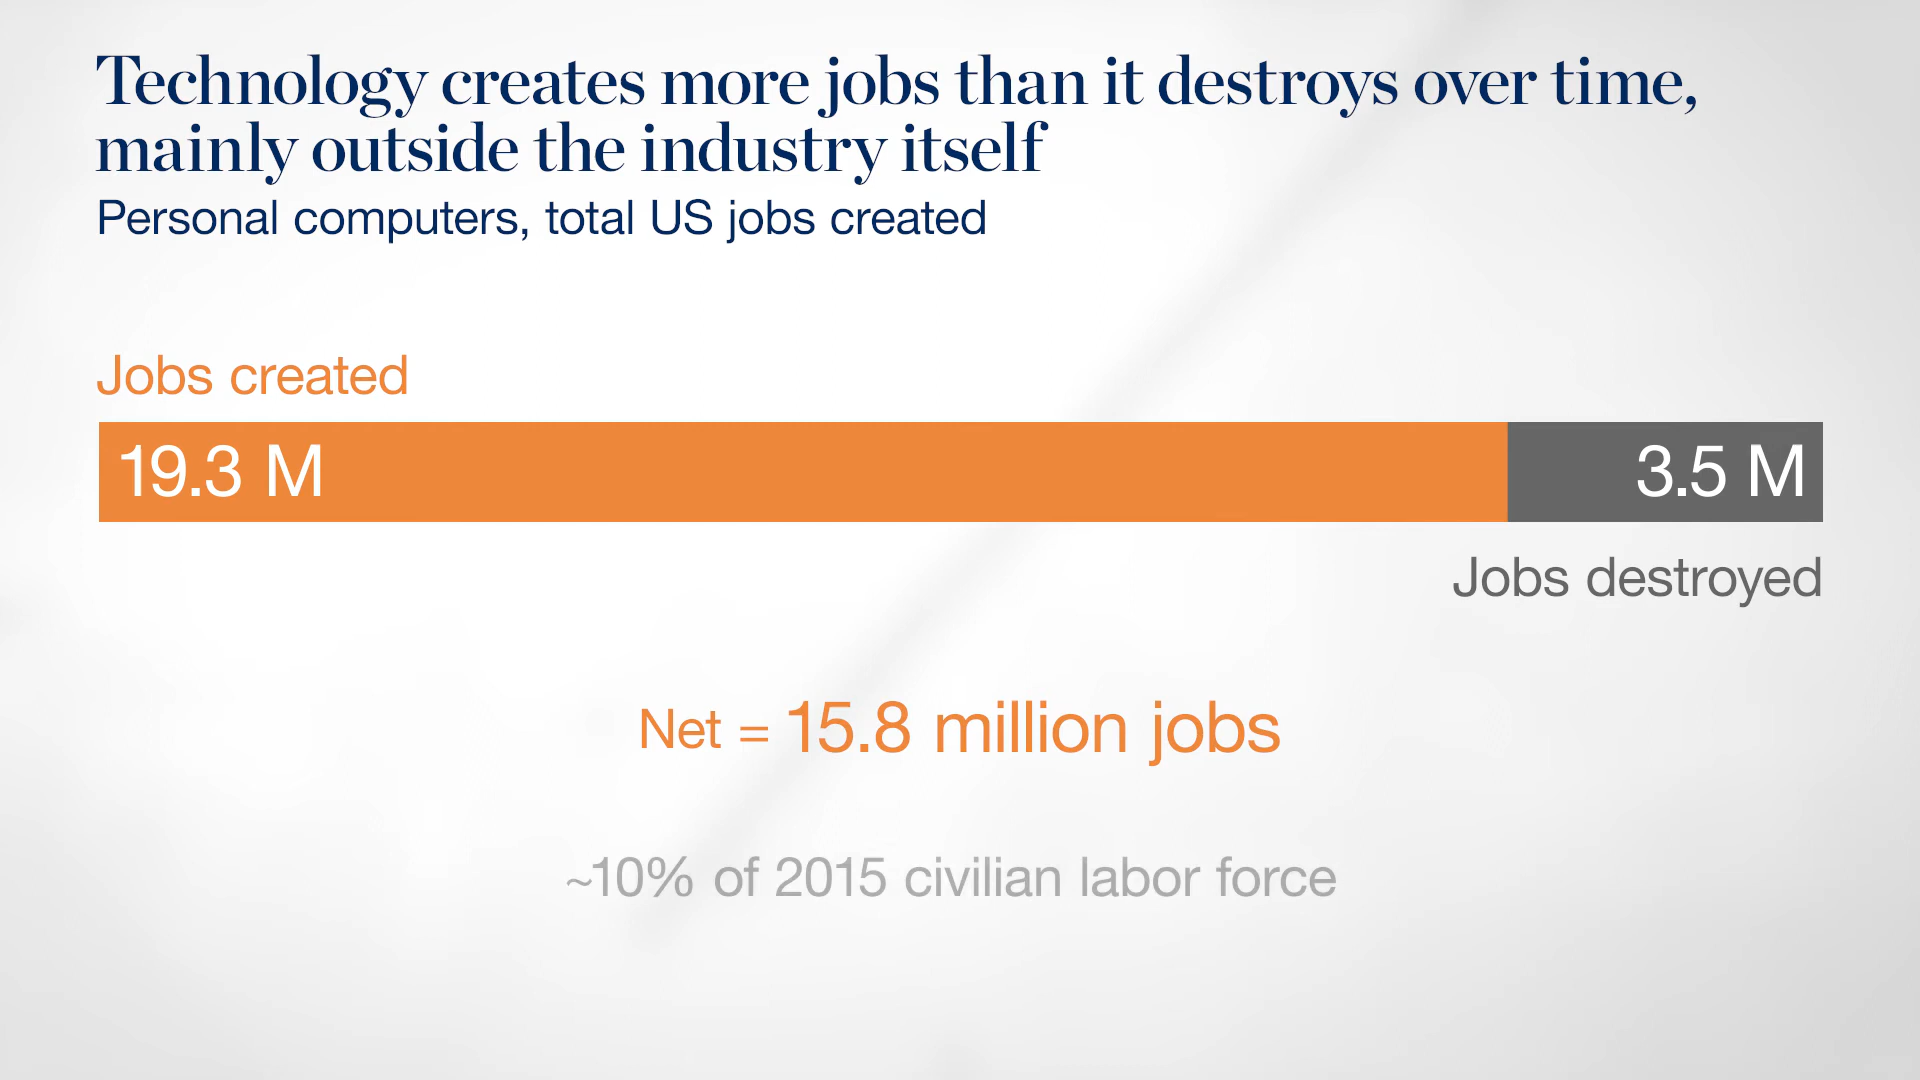 Technology creates more jobs than it destroys over time,
mainly outside the industry itself
Personal computers, total US jobs created
Jobs created
19.3 M
3.5 M
Jobs destroyed
Net = 15.8 million jobs
~10% of 2015 civilian labor force